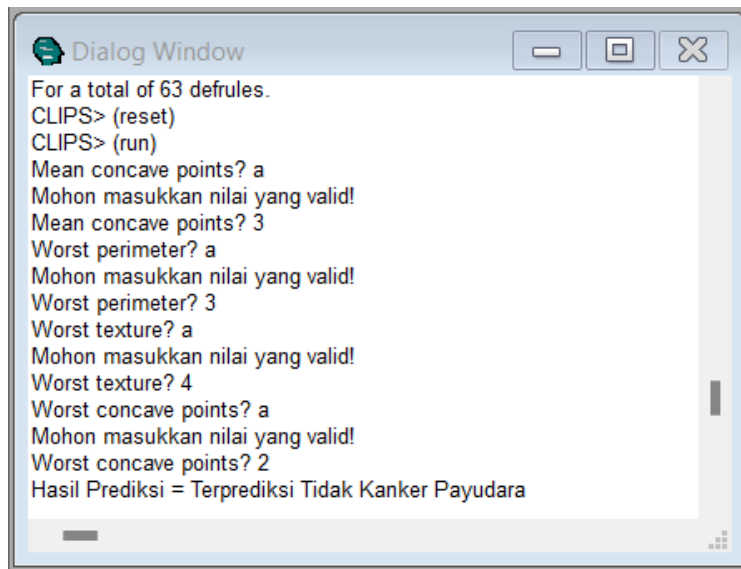 Dialog Window
For a total of 63 defrules.
CLIPS> (reset)
CLIPS> (run)
Mean concave points? a
Mohon masukkan nilai yang valid!
Mean concave points? 3
Worst perimeter? a
Mohon masukkan nilai yang valid!
Worst perimeter? 3
Worst texture? a
Mohon masukkan nilai yang valid!
Worst texture? 4
Worst concave points? a
Mohon masukkan nilai yang valid!
Worst concave points? 2
Hasil Prediksi = Terprediksi Tidak Kanker Payudara